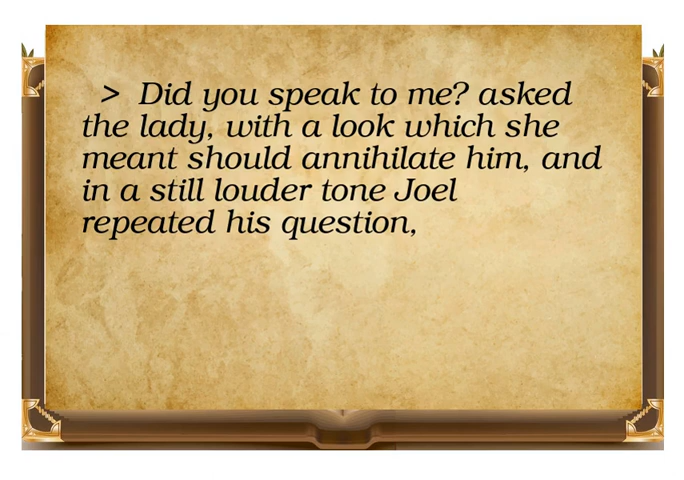 > Did you speak to me? asked
the lady, with a look which she
meant should annihilate him, and
in a still louder tone Joel
repeated his question,